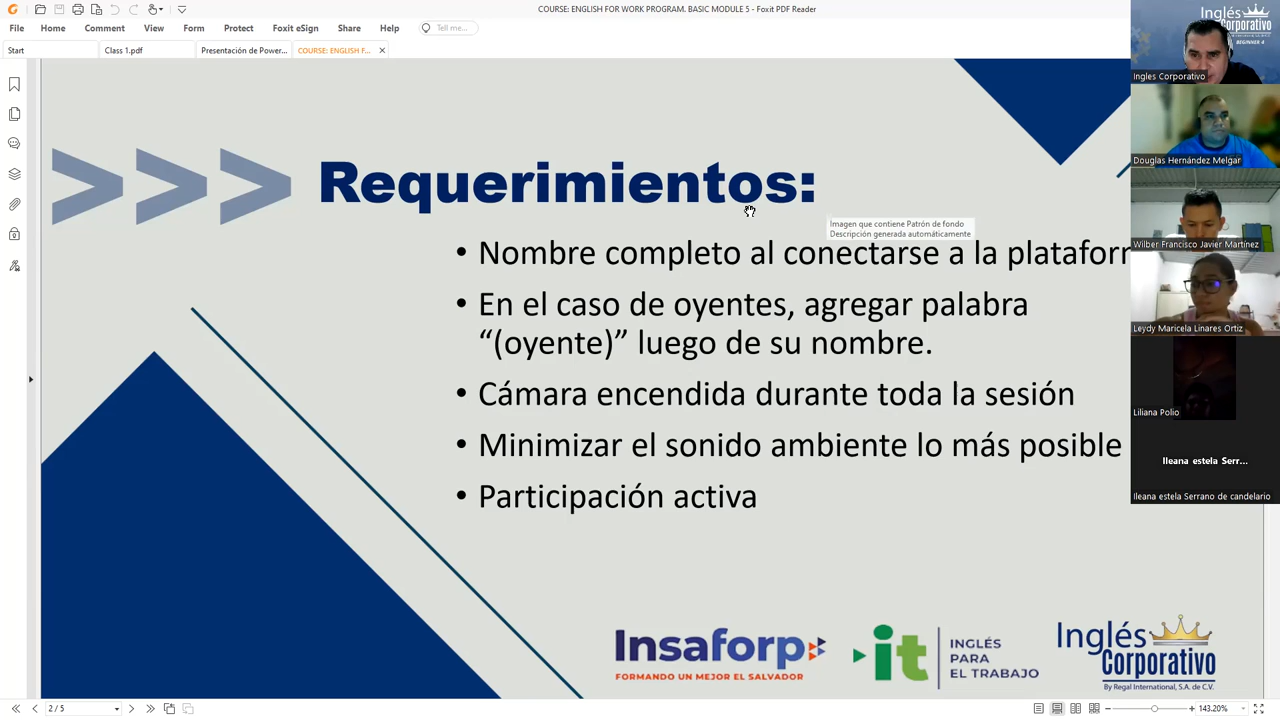 COURSE: ENGLISH FOR WORK PROGRAM. BASIC MODULE 5 - Foxit PDF Reader
File Home Comment View Form Protect Foxit eSign Share Help Tell me...
Start Class 1.pdf Presentación de Power... COURSE: ENGLISH F...
Requerimientos:
Imagen que contiene Patrón de fondo
Descripción generada automáticamente
• Nombre completo al conectarse a la plataform
• En el caso de oyentes, agregar palabra
“(oyente)” luego de su nombre.
• Cámara encendida durante toda la sesión
• Minimizar el sonido ambiente lo más posible
• Participación activa
Insaforp
FORMANDO UN MEJOR EL SALVADOR
it
INGLÉS
PARA
EL TRABAJO
Inglés
Corporativo
By Regal International, S.A. de C.V.
Inglés
Corporativo
BEGINNER 4
Ingles Corporativo
Douglas Hernández Melgar
Wilber Francisco Javier Martínez
Leydy Maricela Linares Ortiz
Liliana Polio
Ileana estela Serr...
Ileana estela Serrano de candelario
2 / 5
143.20%